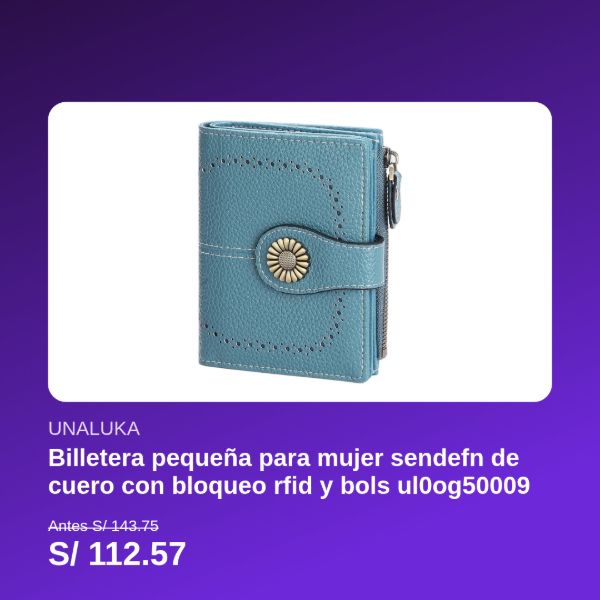 UNALUKA
Billetera pequeña para mujer sendefn de
cuero con bloqueo rfid y bols ul0og50009
Antes S/ 143.75
S/ 112.57